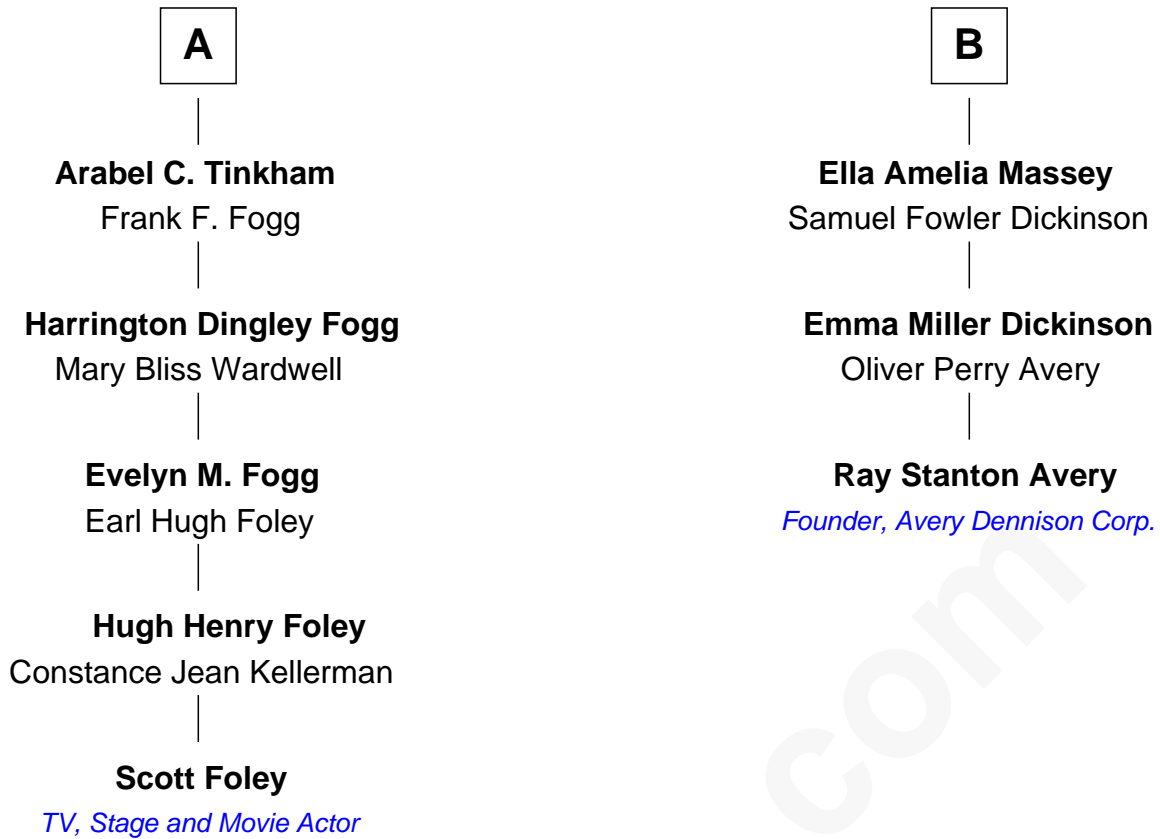 A
Arabel C. Tinkham
Frank F. Fogg
Harrington Dingley Fogg
Mary Bliss Wardwell
Evelyn M. Fogg
Earl Hugh Foley
Hugh Henry Foley
Constance Jean Kellerman
Scott Foley
TV, Stage and Movie Actor
B
Ella Amelia Massey
Samuel Fowler Dickinson
Emma Miller Dickinson
Oliver Perry Avery
Ray Stanton Avery
Founder, Avery Dennison Corp.
com